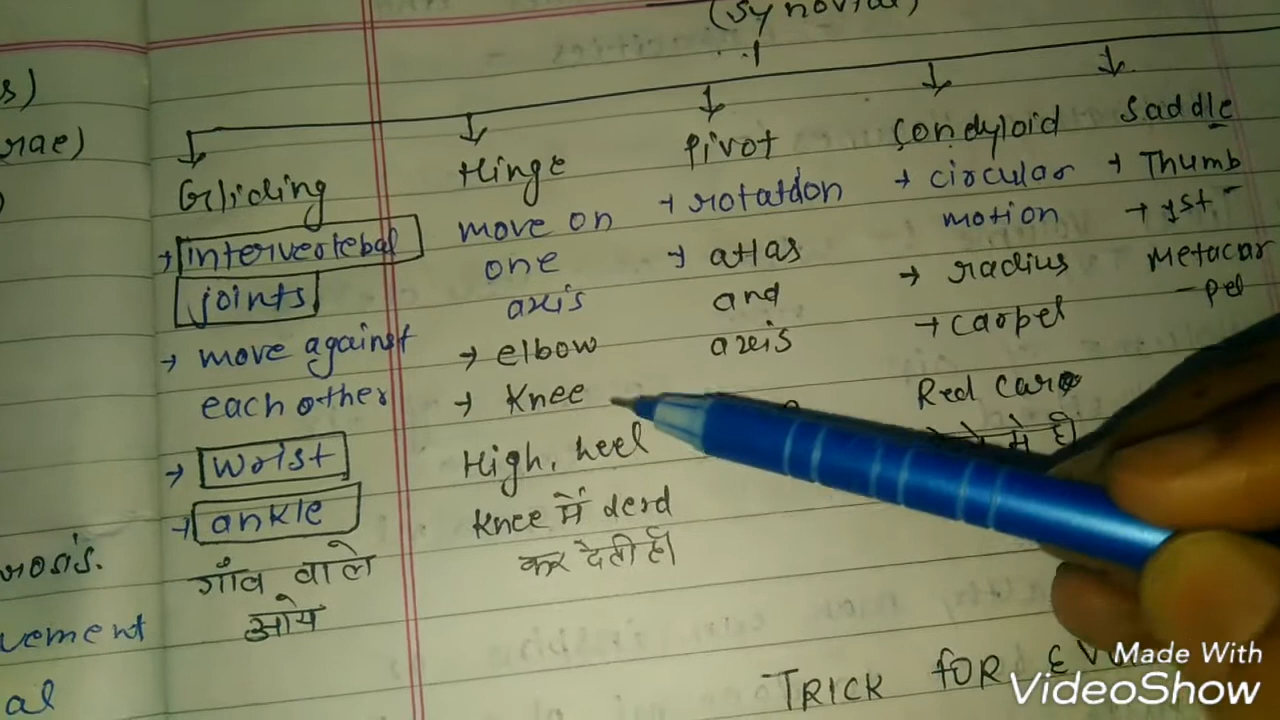 (Synovial)
s)
rae)
Gliding
→ intervertebal
joints
→ move against
each other
→ wrist
→ ankle
गाँव वाले
आये
Hinge
move on
one
axis
→ elbow
→ Knee
High, heel
Knee में derd
कर देती है।
Pivot
→ rotation
→ atlas
and
axis
Condyloid
→ circular
motion
→ radius
→ carpel
Red car
में है।
Saddle
→ Thumb
→ 1st -
Metacar
- pel
rosis.
vement
al
TRICK FOR
Made With
VideoShow